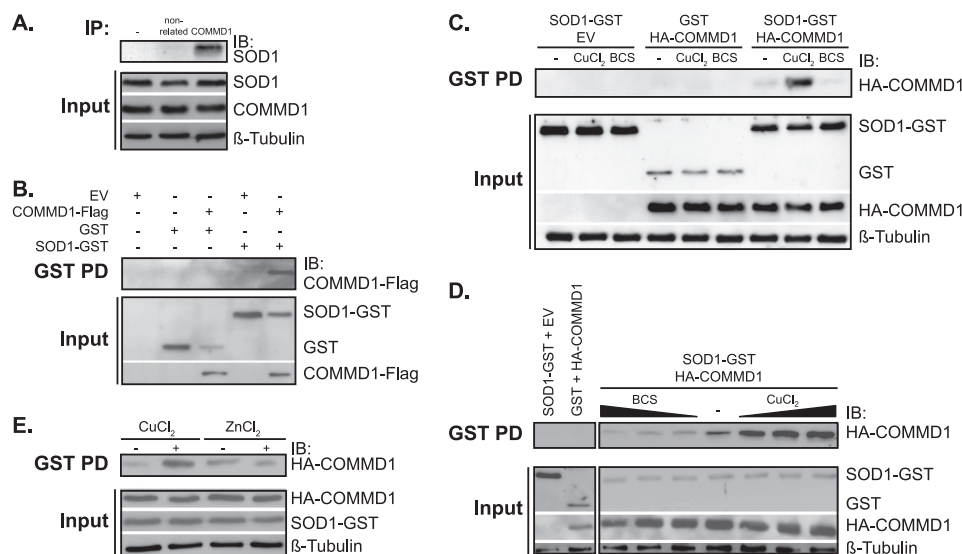 A.
IP:
- non-related COMMD1
IB:
SOD1
Input
SOD1
COMMD1
ß-Tubulin
B.
EV + - - + -
COMMD1-Flag - - + - +
GST - + + - -
SOD1-GST - - - + +
GST PD
IB:
COMMD1-Flag
Input
SOD1-GST
GST
COMMD1-Flag
E.
CuCl2 ZnCl2
- + - + IB:
GST PD HA-COMMD1
Input
HA-COMMD1
SOD1-GST
ß-Tubulin
C.
SOD1-GST GST SOD1-GST
EV HA-COMMD1 HA-COMMD1
- CuCl2 BCS - CuCl2 BCS - CuCl2 BCS IB:
GST PD HA-COMMD1
Input
SOD1-GST
GST
HA-COMMD1
ß-Tubulin
D.
SOD1-GST + EV
GST + HA-COMMD1
SOD1-GST
HA-COMMD1
BCS - CuCl2
IB:
GST PD HA-COMMD1
Input
SOD1-GST
GST
HA-COMMD1
ß-Tubulin